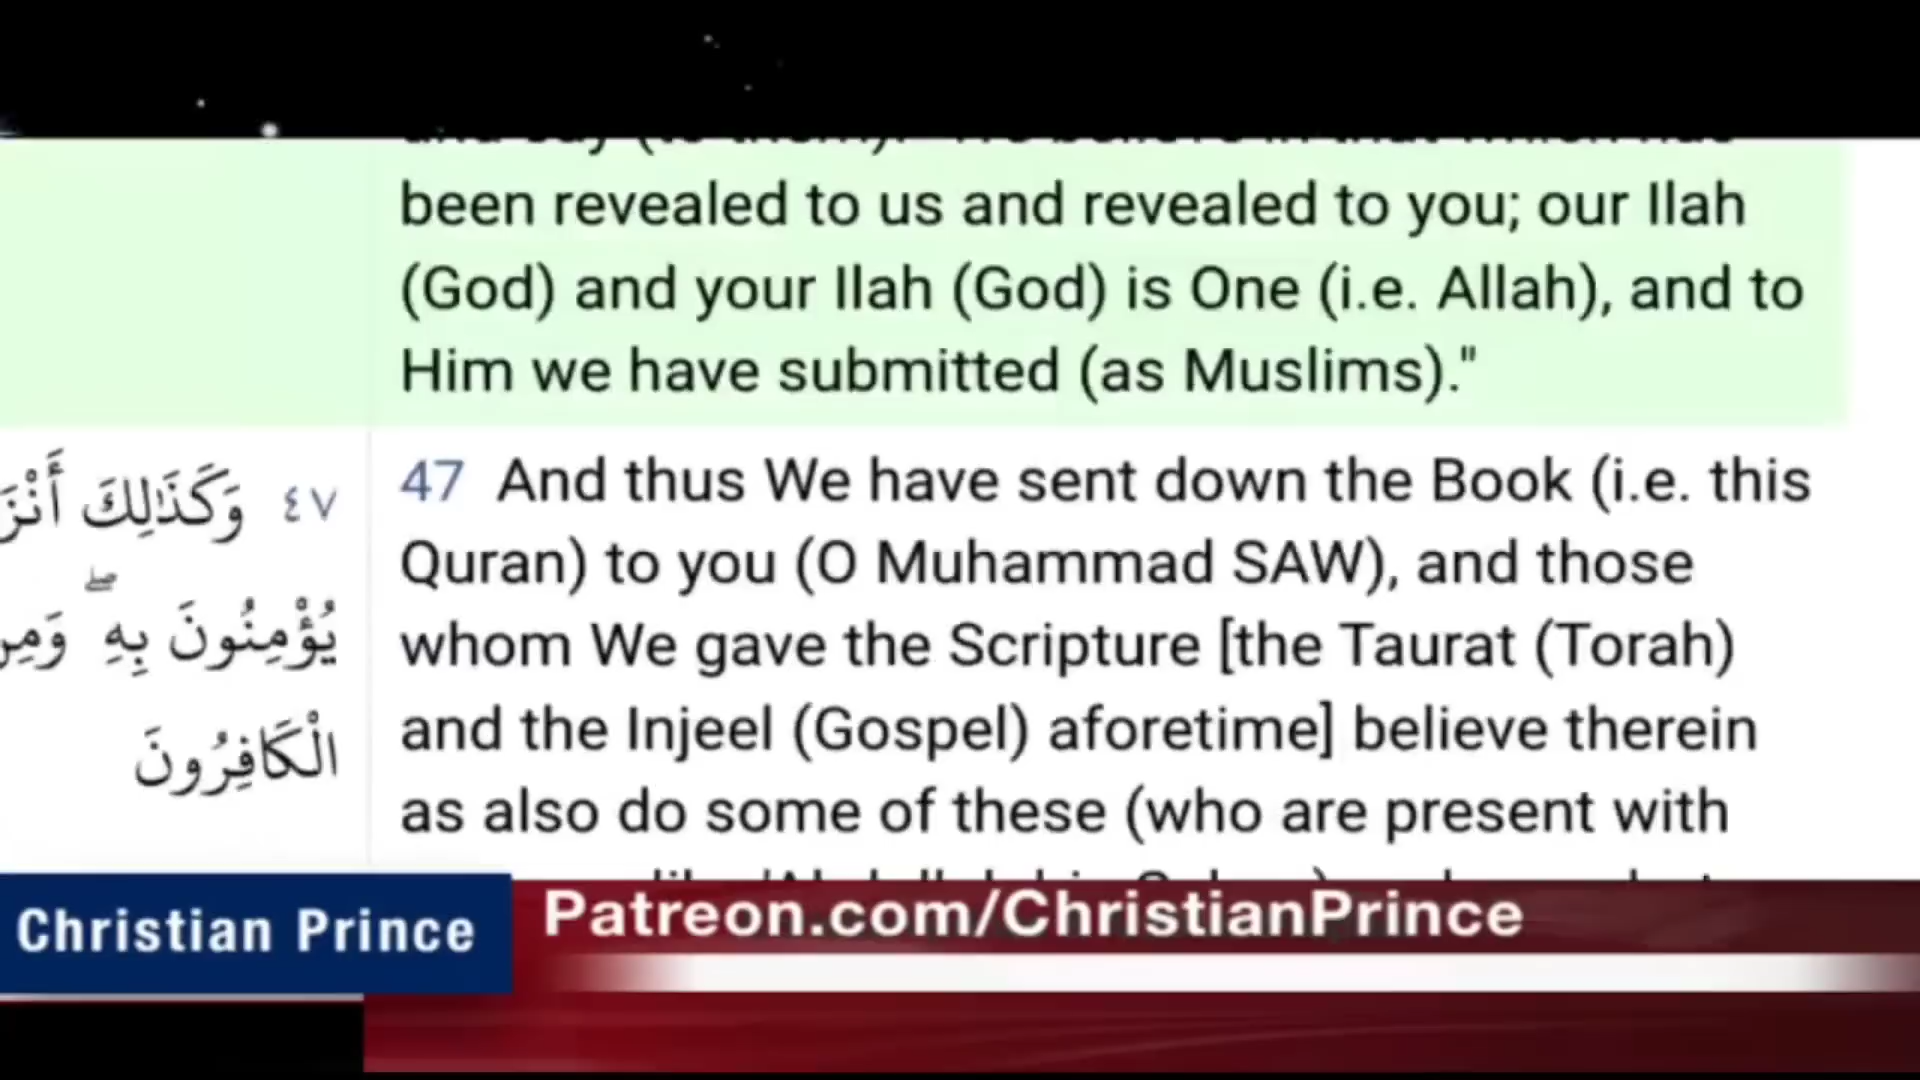 been revealed to us and revealed to you; our Ilah
(God) and your Ilah (God) is One (i.e. Allah), and to
Him we have submitted (as Muslims)."
47 And thus We have sent down the Book (i.e. this
Quran) to you (O Muhammad SAW), and those
whom We gave the Scripture [the Taurat (Torah)
and the Injeel (Gospel) aforetime] believe therein
as also do some of these (who are present with
٤٧ وَكَذَٰلِكَ
يُؤْمِنُونَ بِهِ ۖ
الْكَافِرُونَ
Christian Prince
Patreon.com/ChristianPrince